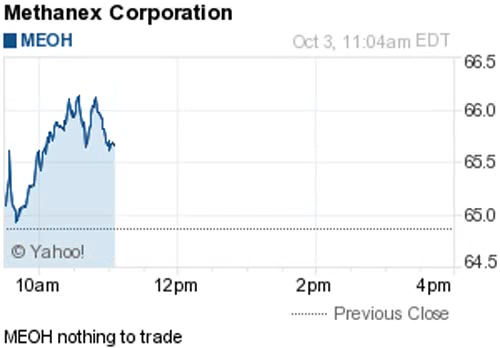 Methanex Corporation
MEOH
Oct 3, 11:04am EDT
66.5
66.0
65.5
65.0
64.5
© Yahoo!
10am 12pm 2pm 4pm
Previous Close
MEOH nothing to trade